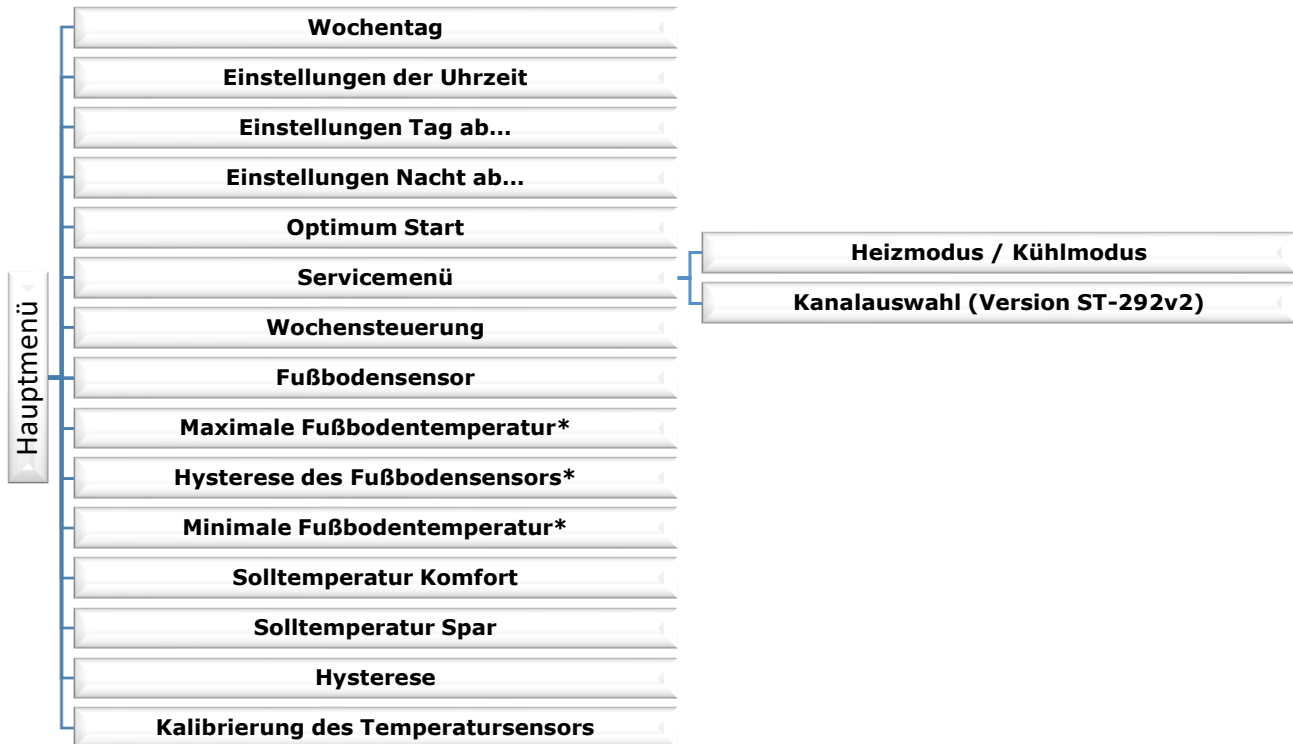 Hauptmenü
Wochentag
Einstellungen der Uhrzeit
Einstellungen Tag ab...
Einstellungen Nacht ab...
Optimum Start
Servicemenü
Heizmodus / Kühlmodus
Kanalauswahl (Version ST-292v2)
Wochensteuerung
Fußbodensensor
Maximale Fußbodentemperatur*
Hysterese des Fußbodensensors*
Minimale Fußbodentemperatur*
Solltemperatur Komfort
Solltemperatur Spar
Hysterese
Kalibrierung des Temperatursensors